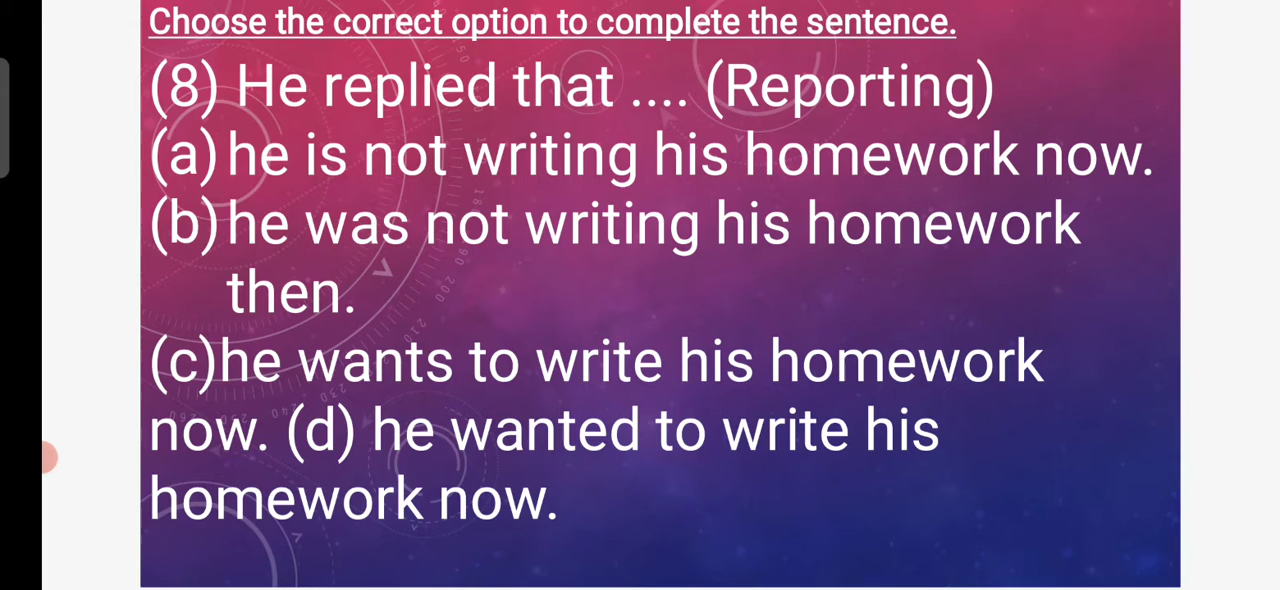 Choose the correct option to complete the sentence.
(8) He replied that .... (Reporting)
(a) he is not writing his homework now.
(b) he was not writing his homework
then.
(c)he wants to write his homework
now. (d) he wanted to write his
homework now.